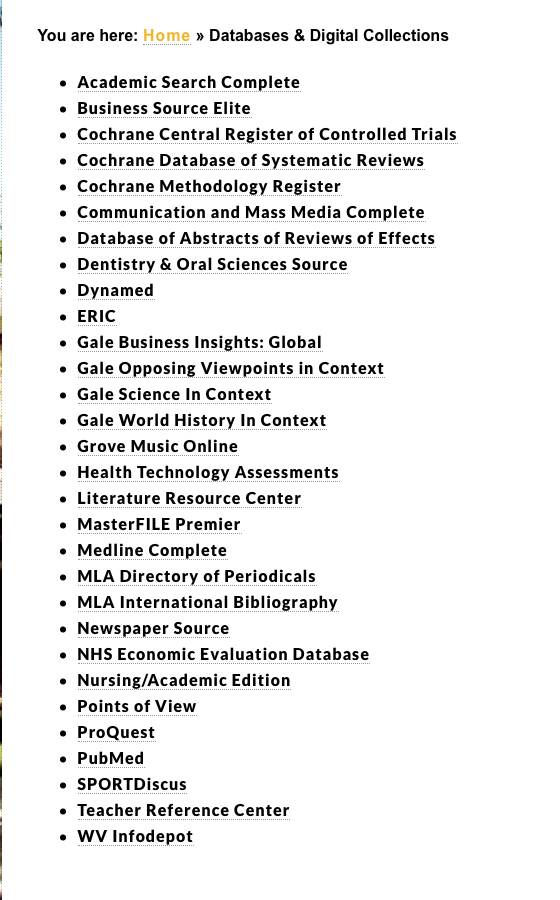 You are here: Home » Databases & Digital Collections
• Academic Search Complete
• Business Source Elite
• Cochrane Central Register of Controlled Trials
• Cochrane Database of Systematic Reviews
• Cochrane Methodology Register
• Communication and Mass Media Complete
• Database of Abstracts of Reviews of Effects
• Dentistry & Oral Sciences Source
• Dynamed
• ERIC
• Gale Business Insights: Global
• Gale Opposing Viewpoints in Context
• Gale Science In Context
• Gale World History In Context
• Grove Music Online
• Health Technology Assessments
• Literature Resource Center
• MasterFILE Premier
• Medline Complete
• MLA Directory of Periodicals
• MLA International Bibliography
• Newspaper Source
• NHS Economic Evaluation Database
• Nursing/Academic Edition
• Points of View
• ProQuest
• PubMed
• SPORTDiscus
• Teacher Reference Center
• WV Infodepot